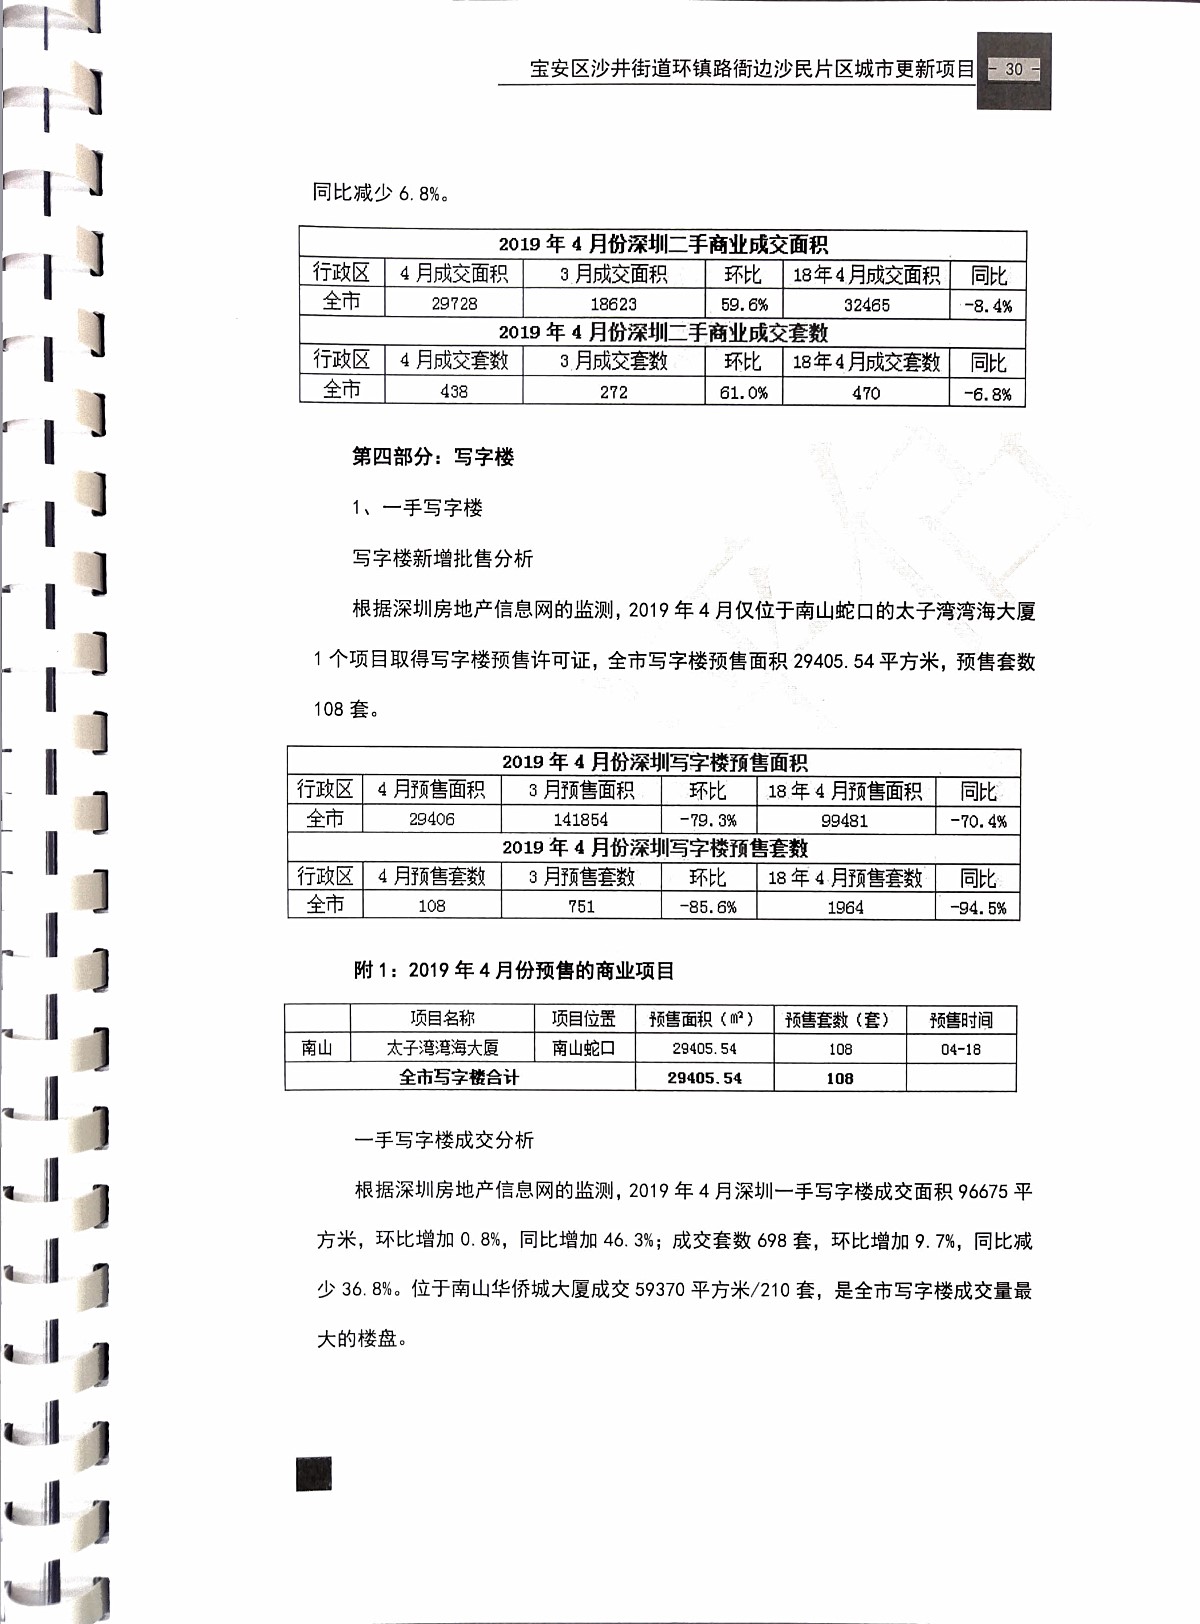 宝安区沙井街道环镇路衙边沙民片区城市更新项目 - 30 -
同比减少 6.8%。
2019 年 4 月份深圳二手商业成交面积
行政区 4 月成交面积 3 月成交面积 环比 18年4月成交面积 同比
全市 29728 18623 59.6% 32465 -8.4%
2019 年 4 月份深圳二手商业成交套数
行政区 4 月成交套数 3 月成交套数 环比 18年4月成交套数 同比
全市 438 272 61.0% 470 -6.8%
第四部分：写字楼
1、一手写字楼
写字楼新增批售分析
根据深圳房地产信息网的监测，2019 年 4 月仅位于南山蛇口的太子湾湾海大厦
1 个项目取得写字楼预售许可证，全市写字楼预售面积 29405.54 平方米，预售套数
108 套。
2019 年 4 月份深圳写字楼预售面积
行政区 4 月预售面积 3 月预售面积 环比 18 年 4 月预售面积 同比
全市 29406 141854 -79.3% 99481 -70.4%
2019 年 4 月份深圳写字楼预售套数
行政区 4 月预售套数 3 月预售套数 环比 18 年 4 月预售套数 同比
全市 108 751 -85.6% 1964 -94.5%
附 1：2019 年 4 月份预售的商业项目
项目名称 项目位置 预售面积（㎡） 预售套数（套） 预售时间
南山 太子湾湾海大厦 南山蛇口 29405.54 108 04-18
全市写字楼合计 29405.54 108
一手写字楼成交分析
根据深圳房地产信息网的监测，2019 年 4 月深圳一手写字楼成交面积 96675 平
方米，环比增加 0.8%，同比增加 46.3%；成交套数 698 套，环比增加 9.7%，同比减
少 36.8%。位于南山华侨城大厦成交 59370 平方米/210 套，是全市写字楼成交量最
大的楼盘。